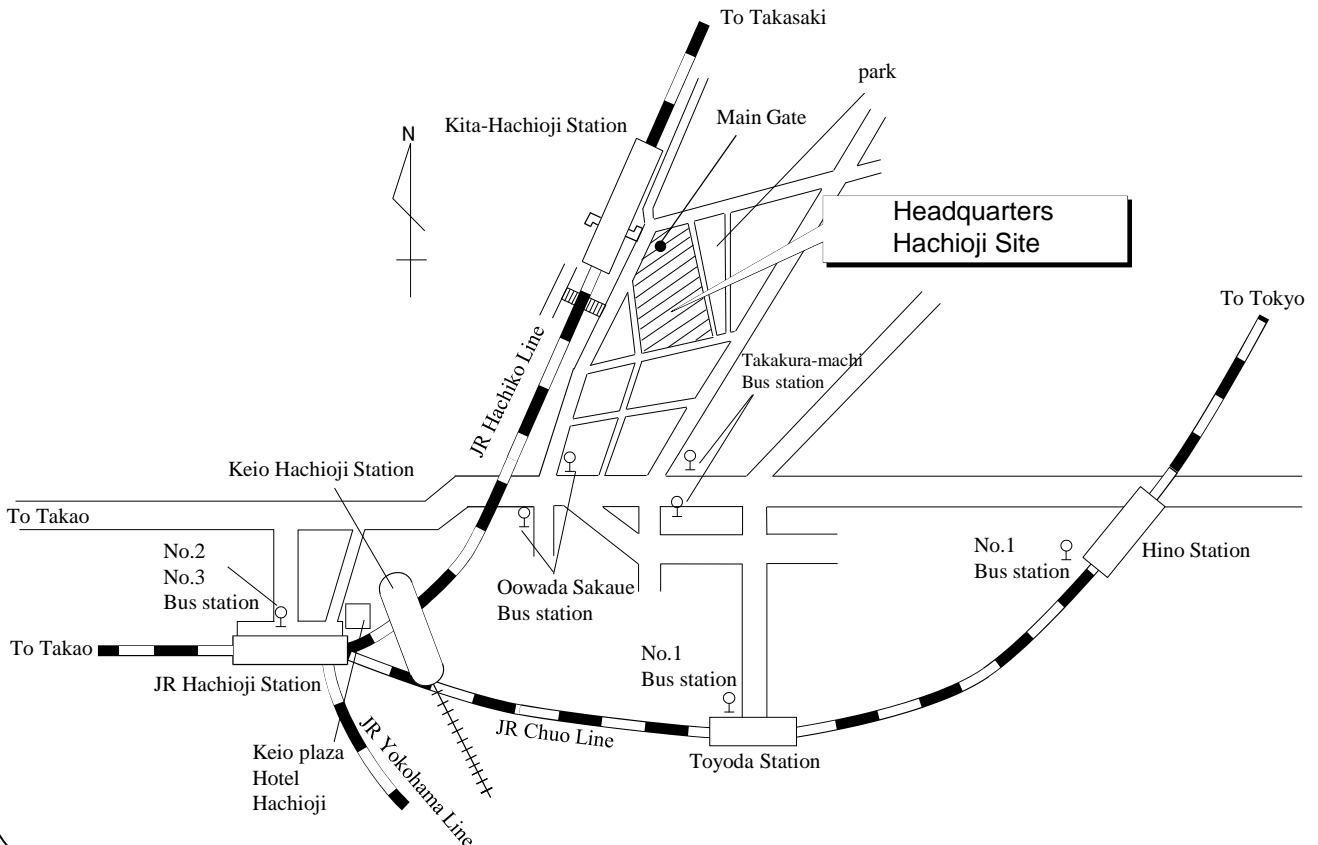 To Takasaki
park
Main Gate
Kita-Hachioji Station
N
Headquarters
Hachioji Site
To Tokyo
JR Hachiko Line
Takakura-machi
Bus station
Keio Hachioji Station
To Takao
No.2
No.3
Bus station
Oowada Sakaue
Bus station
No.1
Bus station
Hino Station
To Takao
JR Hachioji Station
No.1
Bus station
JR Chuo Line
Toyoda Station
JR Yokohama Line
Keio plaza
Hotel
Hachioji